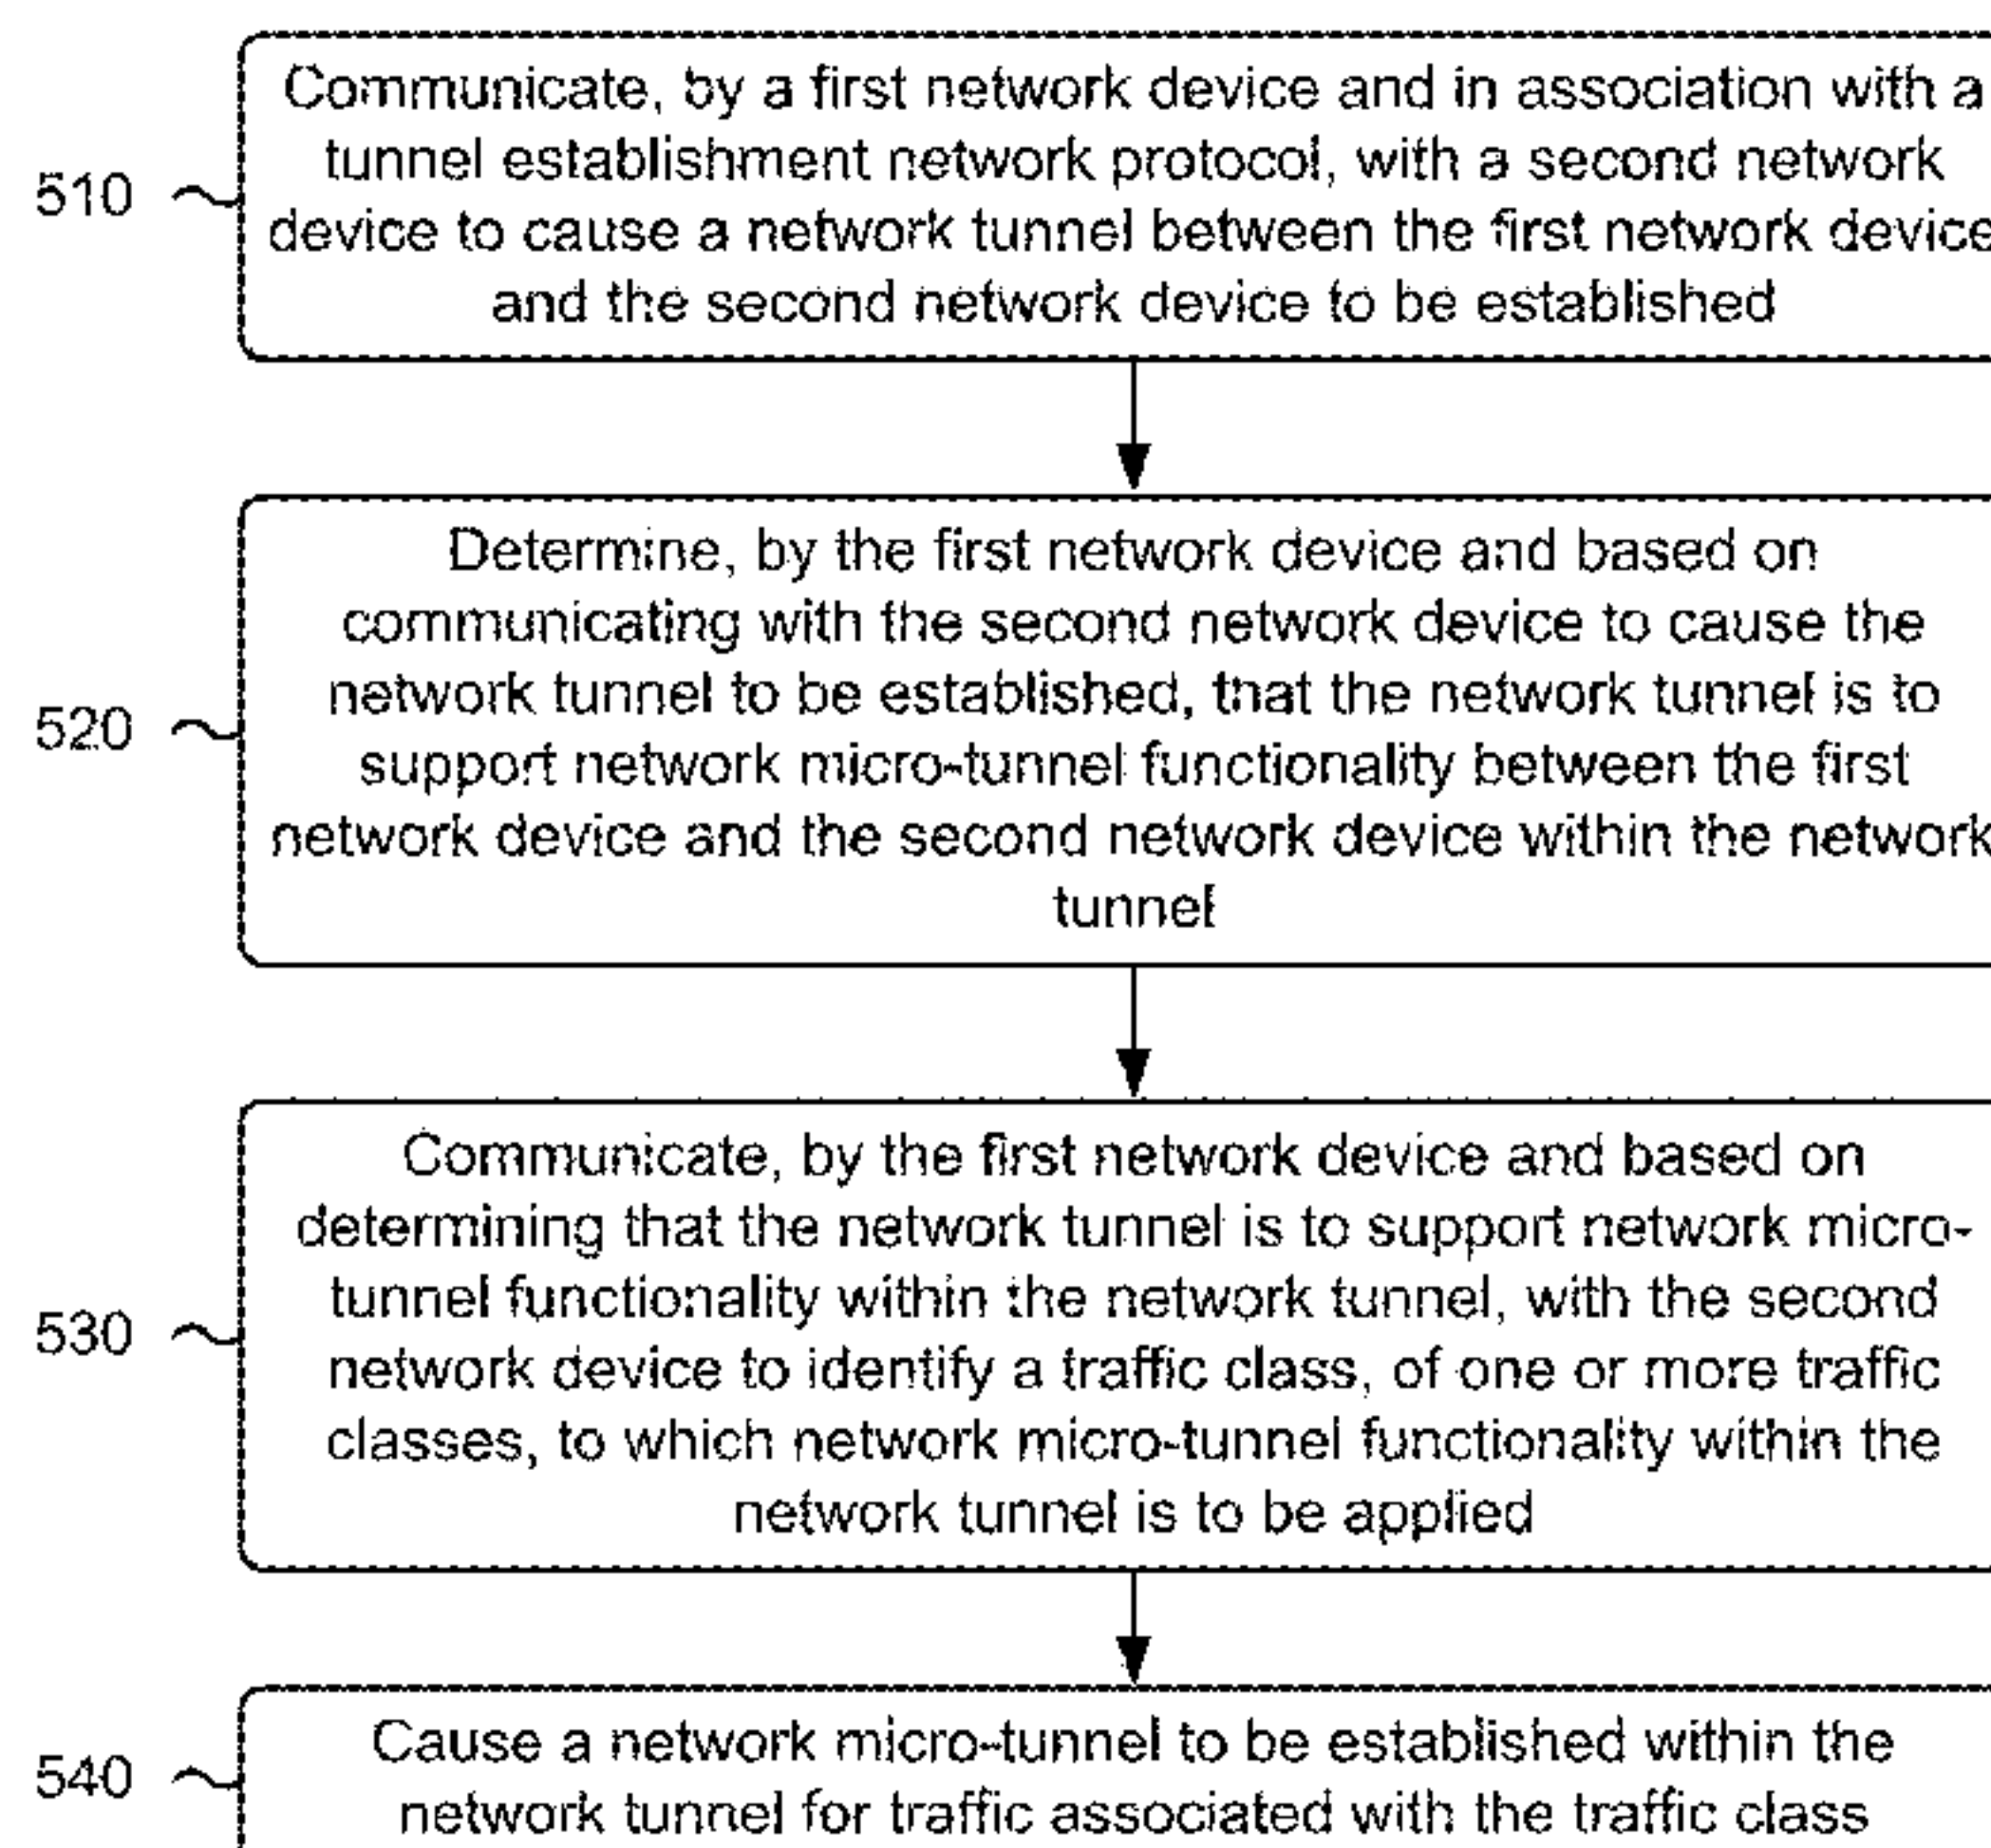 Communicate, by a first network device and in association with a
tunnel establishment network protocol, with a second network
510
device to cause a network tunnel between the first network device
and the second network device to be established
Determine, by the first network device and based on
communicating with the second network device to cause the
network tunnel to be established, that the network tunnel is to
520
support network micro-tunnel functionality between the first
network device and the second network device within the network
tunnel
Communicate, by the first network device and based on
determining that the network tunnel is to support network micro-
tunnel functionality within the network tunnel, with the second
530
network device to identify a traffic class, of one or more traffic
classes, to which network micro-tunnel functionality within the
network tunnel is to be applied
Cause a network micro-tunnel to be established within the
540
network tunnel for traffic associated with the traffic class